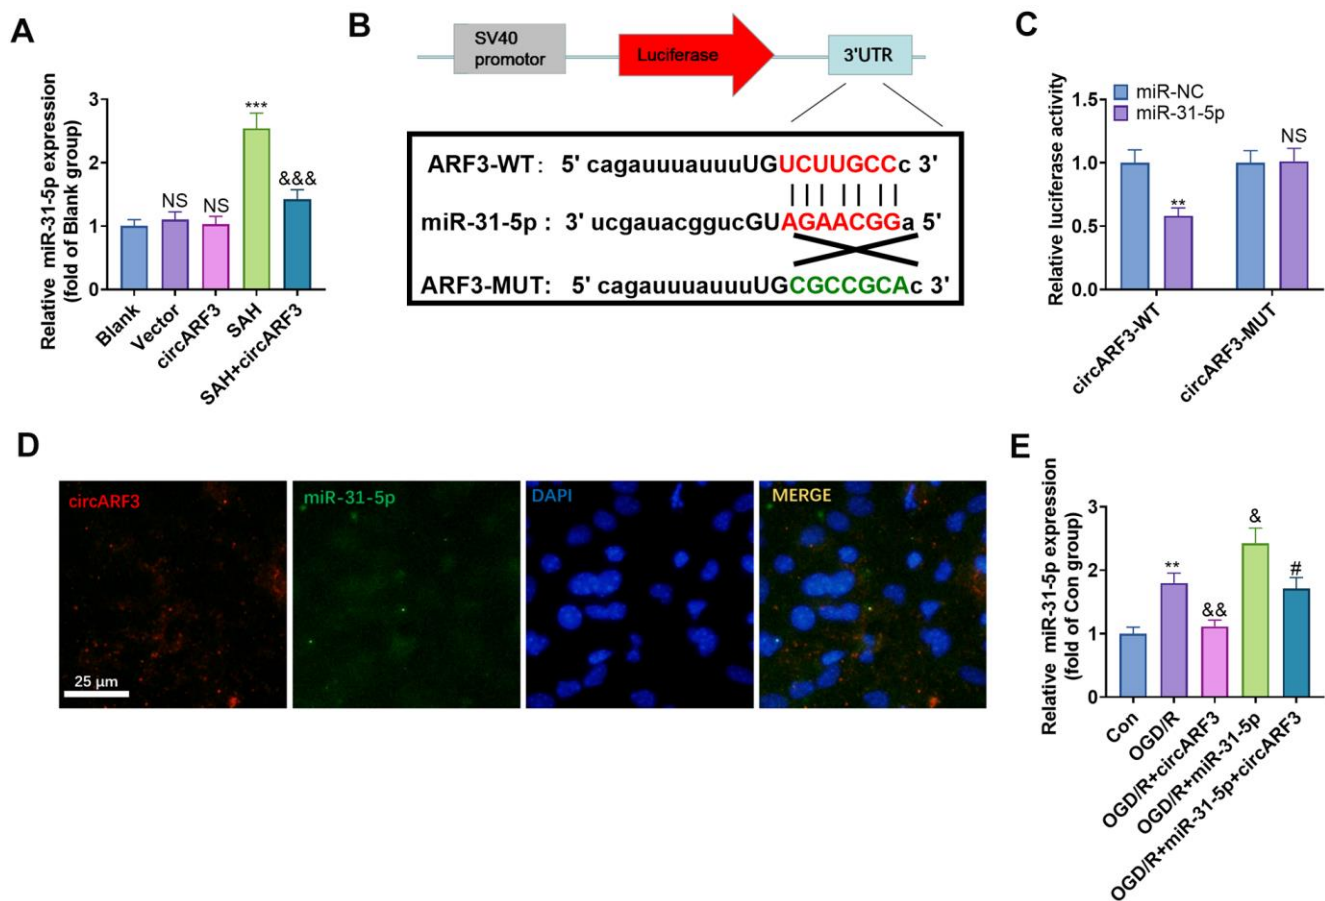 A
Relative miR-31-5p expression
(fold of Blank group)
3
2
1
0
***
NS
NS
&&&
Blank
Vector
circARF3
SAH
SAH+circARF3
B
SV40
promotor
Luciferase
3'UTR
ARF3-WT: 5' cagauuuauuuUGUCUUGCCc 3'
miR-31-5p : 3' ucgauacggucGUAGAACGGa 5'
ARF3-MUT: 5' cagauuuauuuUGCGCCGCAc 3'
C
Relative luciferase activity
1.5
1.0
0.5
0.0
miR-NC
miR-31-5p
**
NS
circARF3-WT
circARF3-MUT
D
circARF3
25 μm
miR-31-5p
DAPI
MERGE
E
Relative miR-31-5p expression
(fold of Con group)
3
2
1
0
**
&&
&
#
Con
OGD/R
OGD/R+circARF3
OGD/R+miR-31-5p
OGD/R+miR-31-5p+circARF3